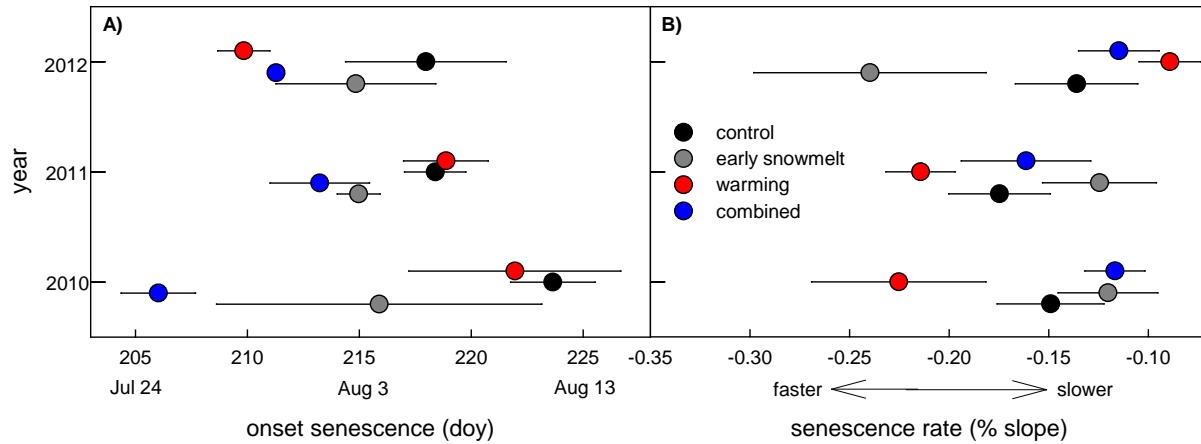 A)
B)
2012
2011
2010
year
control
early snowmelt
warming
combined
205
210
215
220
225
-0.35
-0.30
-0.25
-0.20
-0.15
-0.10
Jul 24
Aug 3
Aug 13
faster
slower
onset senescence (doy)
senescence rate (% slope)